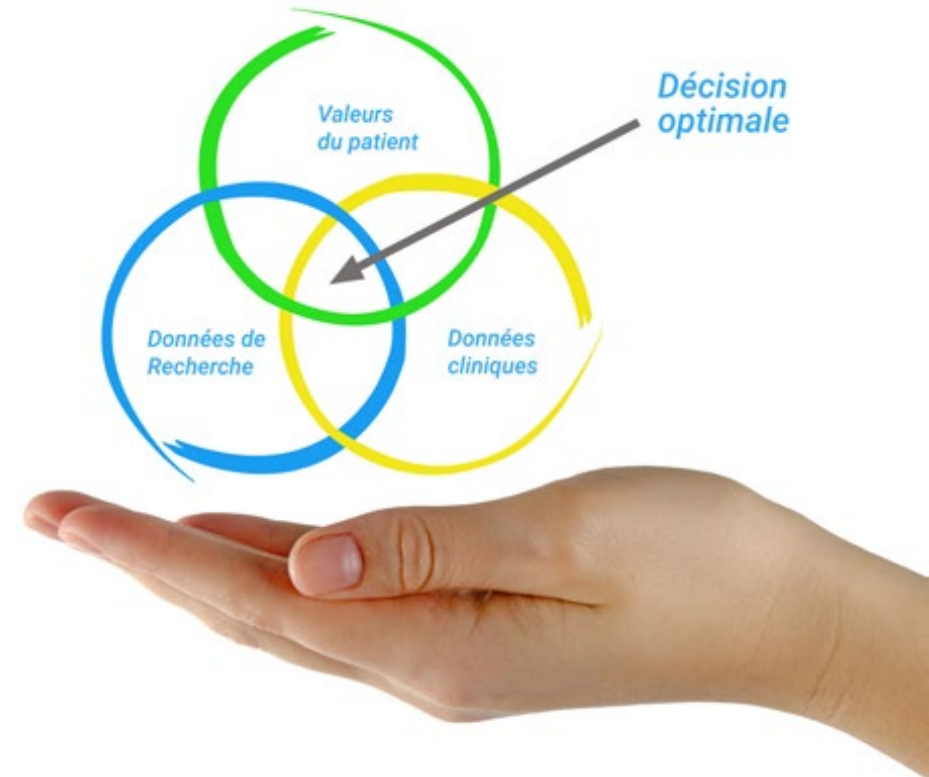 Décision
optimale
Valeurs
du patient
Données de
Recherche
Données
cliniques